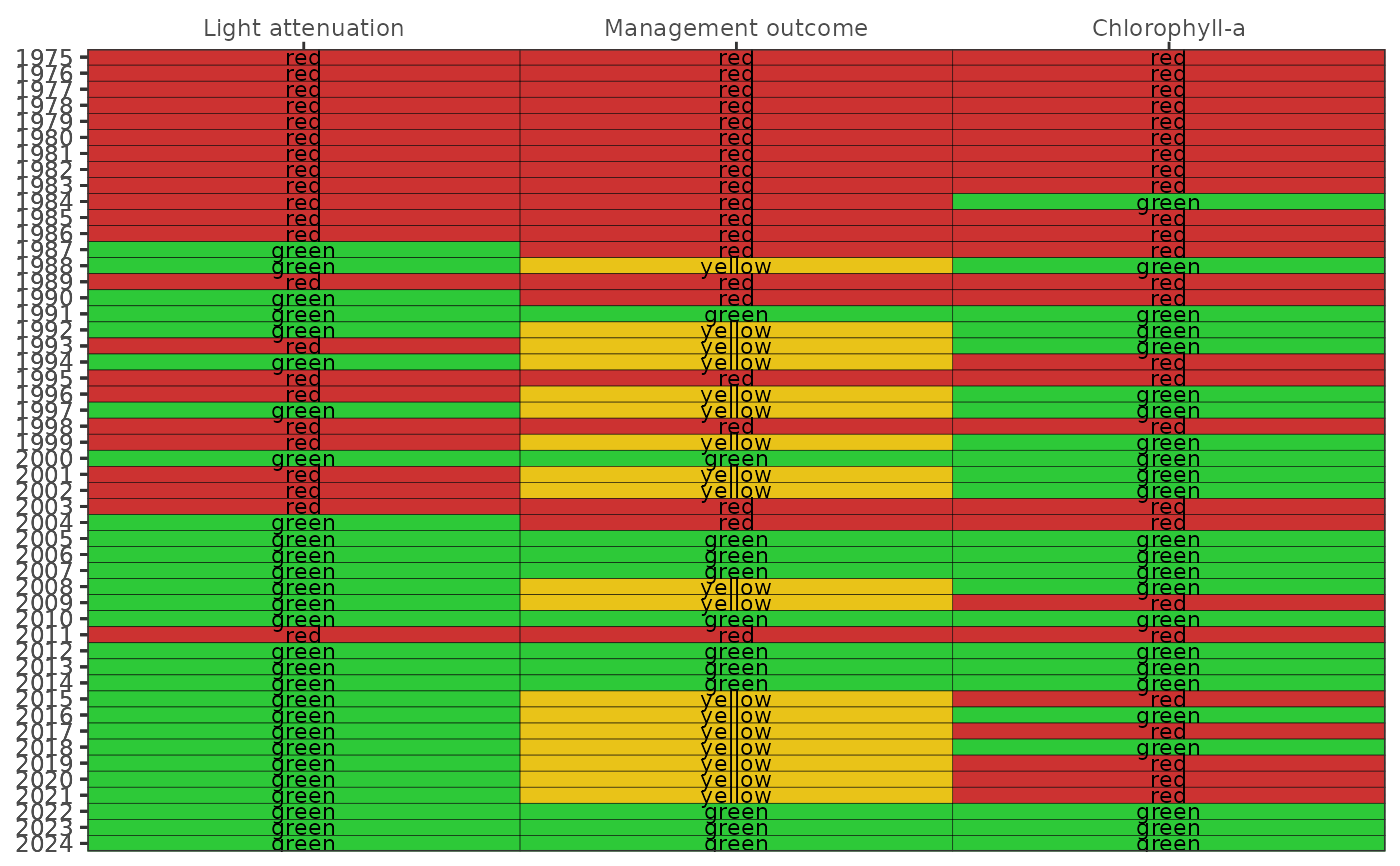 Light attenuation Management outcome Chlorophyll-a
1975 red red red
1976 red red red
1977 red red red
1978 red red red
1979 red red red
1980 red red red
1981 red red red
1982 red red red
1983 red red red
1984 red red green
1985 red red red
1986 red red red
1987 green red red
1988 green yellow green
1989 red red red
1990 green red red
1991 green green green
1992 green yellow green
1993 red yellow green
1994 green yellow red
1995 red red red
1996 red yellow green
1997 green yellow green
1998 red red red
1999 red yellow green
2000 green green green
2001 red yellow green
2002 red yellow green
2003 red red red
2004 green red red
2005 green green green
2006 green green green
2007 green green green
2008 green yellow green
2009 green yellow red
2010 green green green
2011 red red red
2012 green green green
2013 green green green
2014 green green green
2015 green yellow red
2016 green yellow green
2017 green yellow red
2018 green yellow green
2019 green yellow red
2020 green yellow red
2021 green yellow red
2022 green green green
2023 green green green
2024 green green green